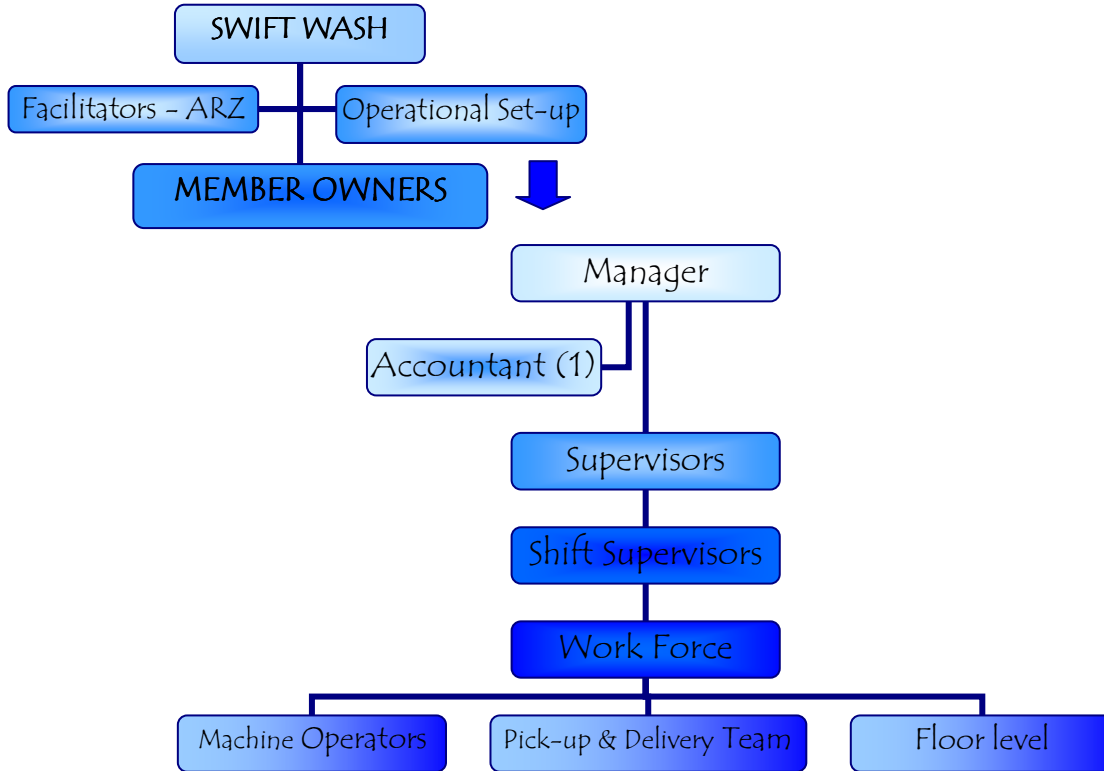 SWIFT WASH
Facilitators - ARZ
Operational Set-up
MEMBER OWNERS
Manager
Accountant (1)
Supervisors
Shift Supervisors
Work Force
Machine Operators
Pick-up & Delivery Team
Floor level